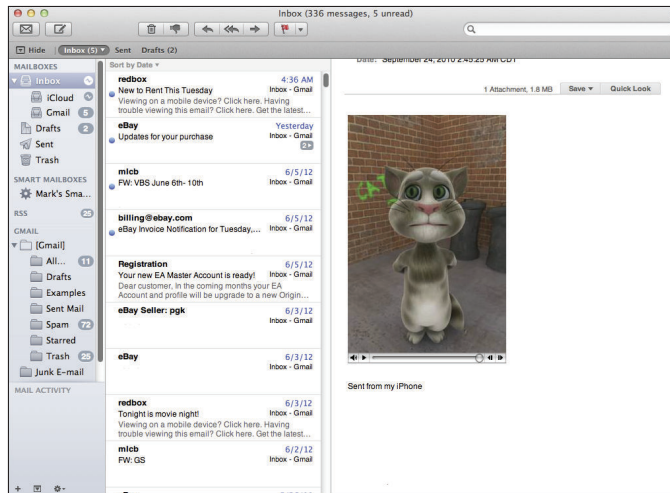 Inbox (336 messages, 5 unread)
Hide
Inbox (5)
Sent
Drafts (2)
MAILBOXES
Inbox
iCloud
Gmail 5
Drafts 2
Sent
Trash
SMART MAILBOXES
Mark's Sma...
RSS 25
GMAIL
[Gmail]
All... 11
Drafts
Examples
Sent Mail
Spam 72
Starred
Trash 25
Junk E-mail
MAIL ACTIVITY
Sort by Date
redbox 4:36 AM
New to Rent This Tuesday Inbox - Gmail
Viewing on a mobile device? Click here. Having
trouble viewing this email? Click here. Get the latest...
eBay Yesterday
Updates for your purchase Inbox - Gmail
2
mlcb 6/5/12
FW: VBS June 6th- 10th Inbox - Gmail
billing@ebay.com 6/5/12
eBay Invoice Notification for Tuesday,... Inbox - Gmail
Registration 6/5/12
Your new EA Master Account is ready! Inbox - Gmail
Dear customer, In the coming months your EA
Account and profile will be upgrade to a new Origin...
eBay Seller: pgk 6/3/12
Inbox - Gmail
eBay 6/3/12
Inbox - Gmail
redbox 6/3/12
Tonight is movie night! Inbox - Gmail
Viewing on a mobile device? Click here. Having
trouble viewing this email? Click here. Get the latest...
mlcb 6/2/12
FW: GS Inbox - Gmail
Date: September 24, 2010 2:45:25 AM CDT
1 Attachment, 1.8 MB
Save
Quick Look
Sent from my iPhone